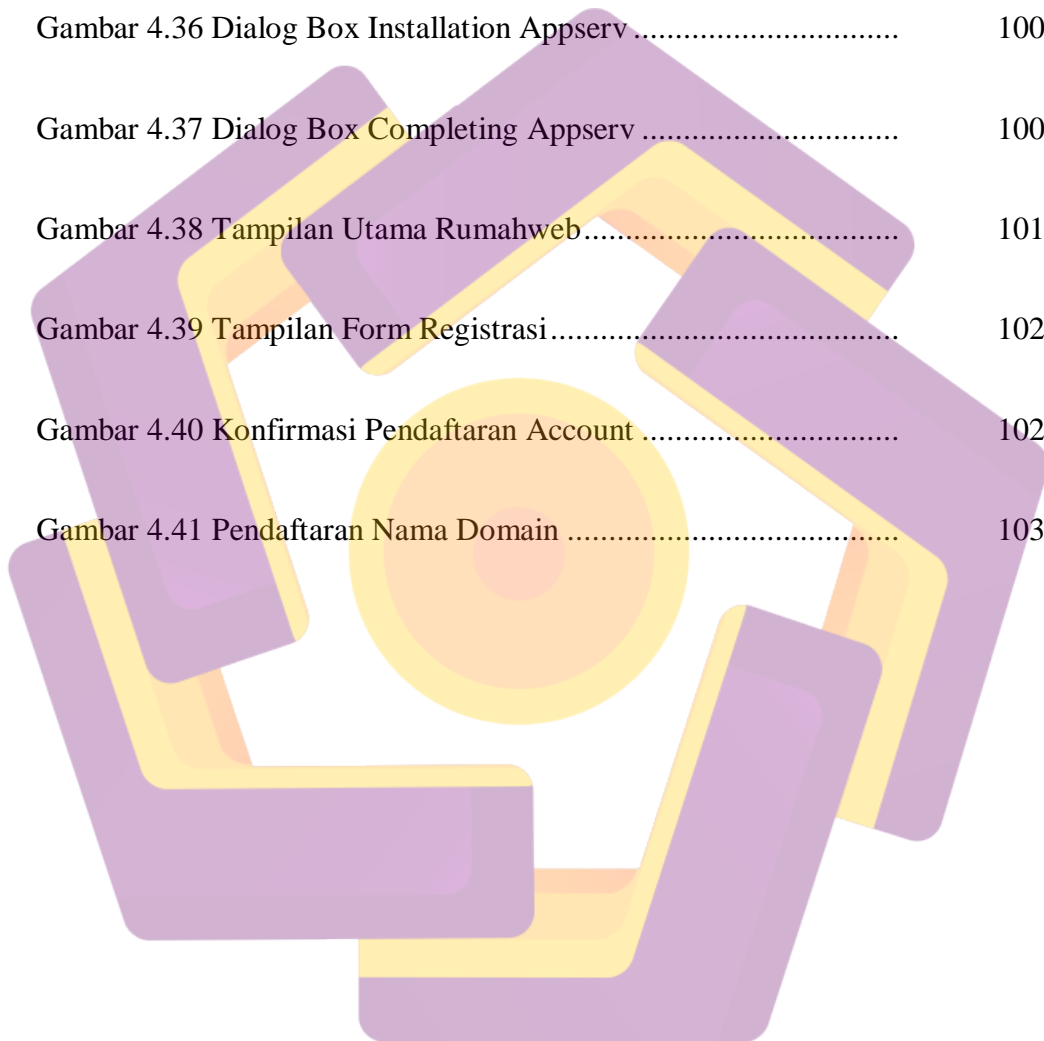 Gambar 4.36 Dialog Box Installation Appserv ................................ 100
Gambar 4.37 Dialog Box Completing Appserv ............................... 100
Gambar 4.38 Tampilan Utama Rumahweb...................................... 101
Gambar 4.39 Tampilan Form Registrasi.......................................... 102
Gambar 4.40 Konfirmasi Pendaftaran Account ............................... 102
Gambar 4.41 Pendaftaran Nama Domain ........................................ 103